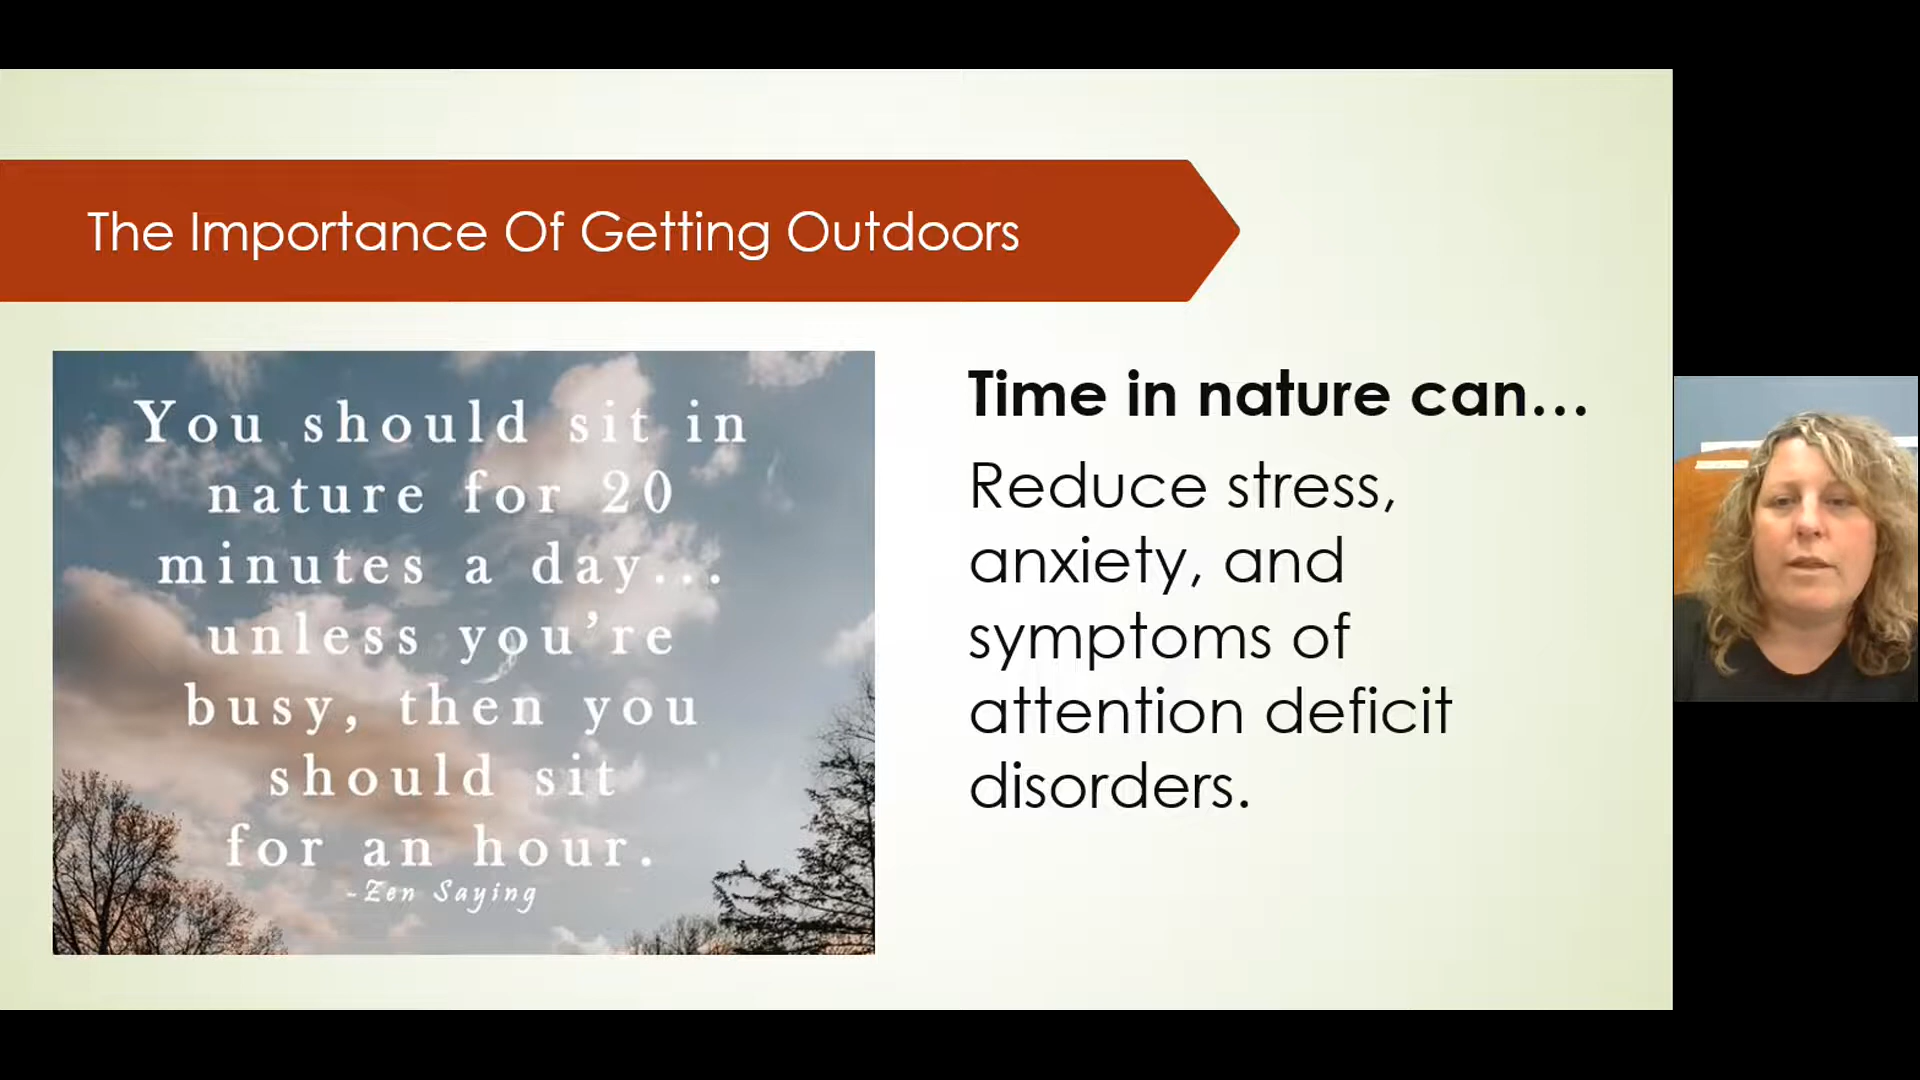 The Importance Of Getting Outdoors
You should sit in
nature for 20
minutes a day...
unless you're
busy, then you
should sit
for an hour.
-Zen Saying
Time in nature can...
Reduce stress,
anxiety, and
symptoms of
attention deficit
disorders.